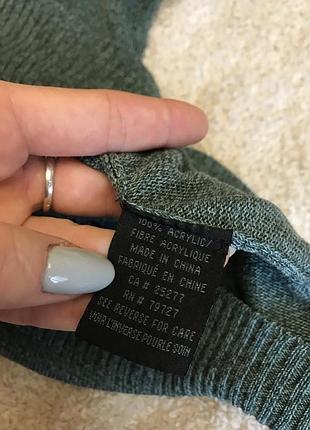 100% ACRYLIC/
FIBRE ACRYLIQUE
MADE IN CHINA
FABRIQUÉ EN CHINE
CA # 25277
RN # 79727
SEE REVERSE FOR CARE
VOIR L'INVERSE POUR LE SOIN